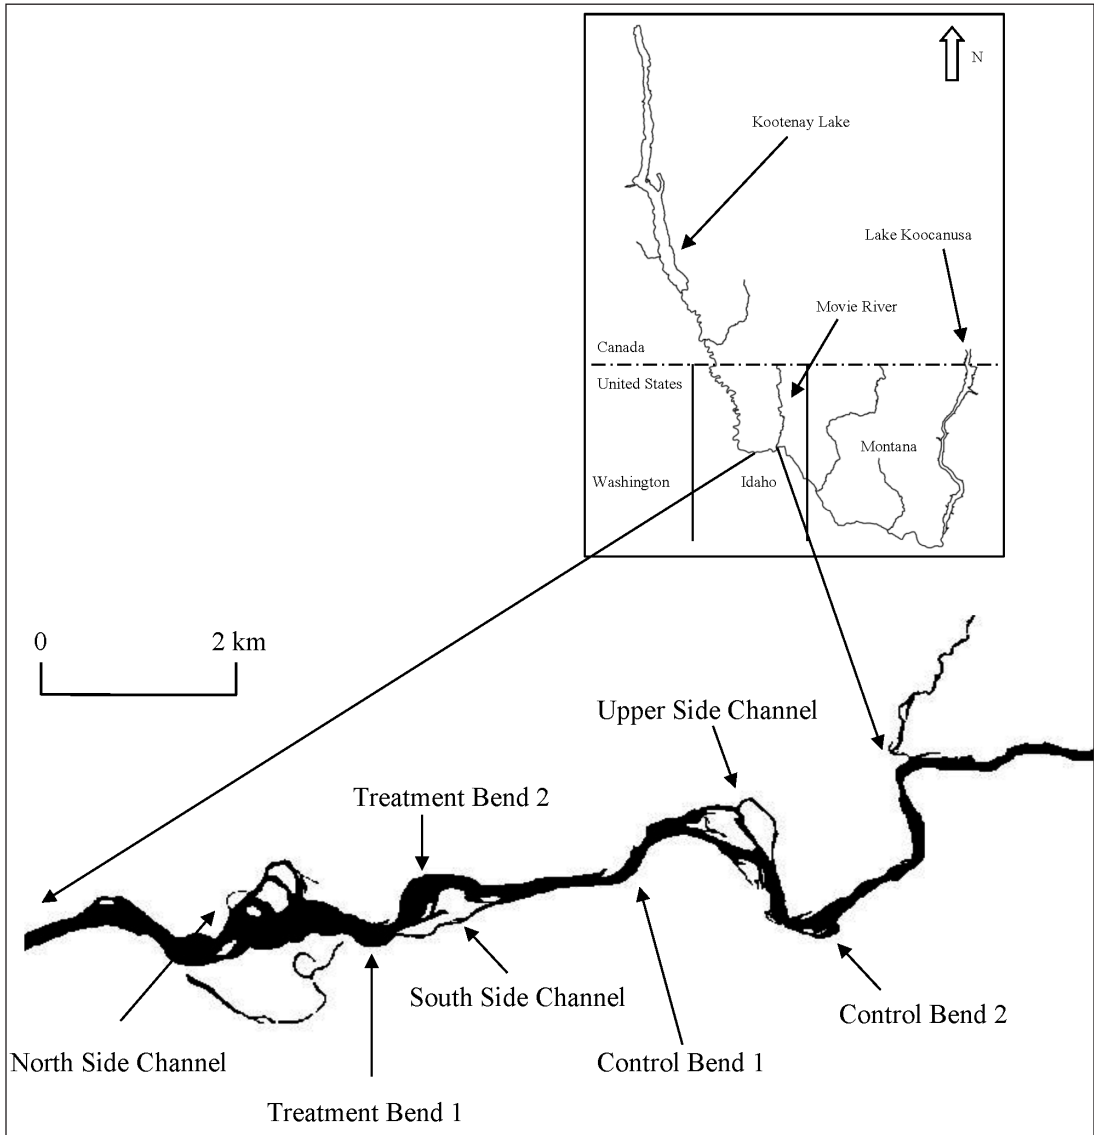 N
Kootenay Lake
Lake Koocanusa
Movie River
Canada
United States
Montana
Washington
Idaho
0 2 km
Upper Side Channel
Treatment Bend 2
South Side Channel
Control Bend 2
North Side Channel
Control Bend 1
Treatment Bend 1